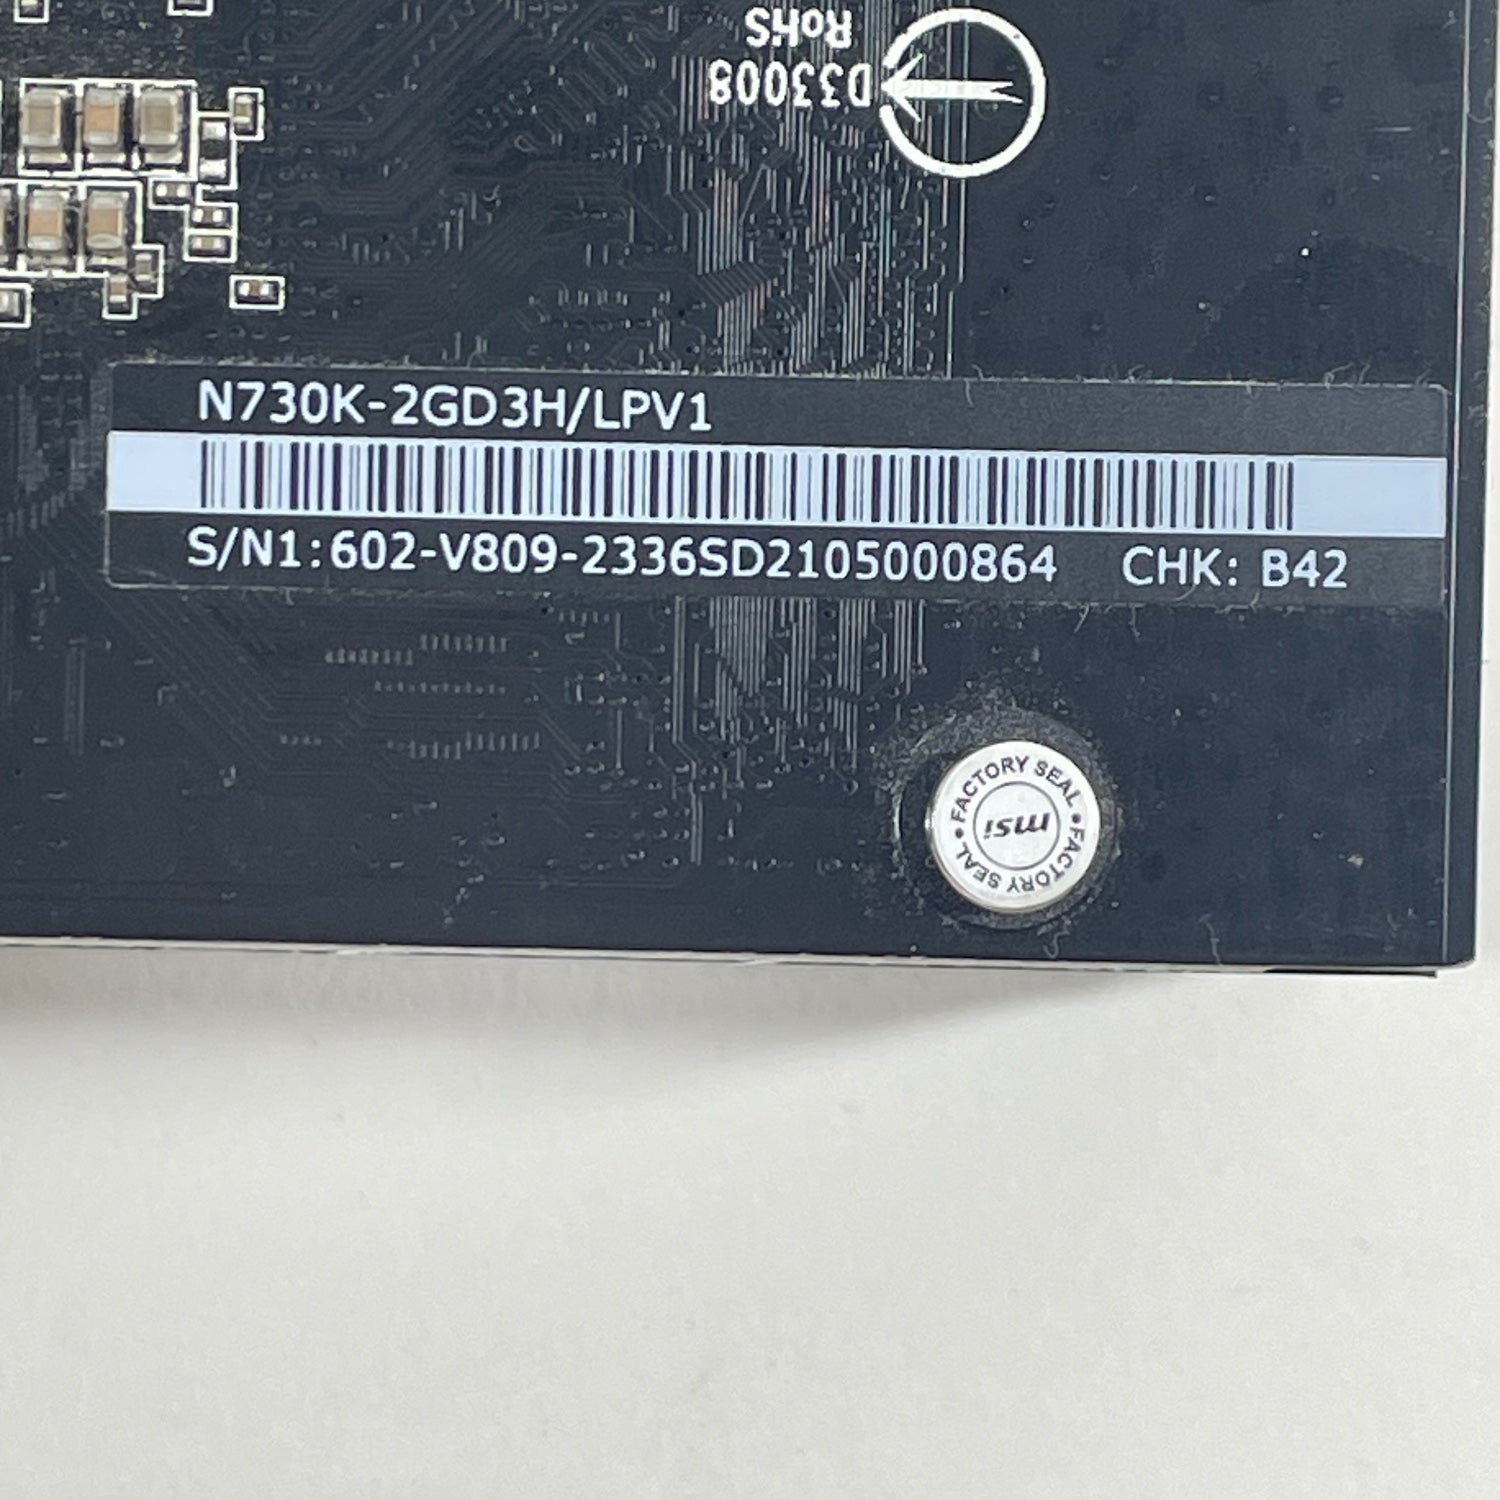 D33008
RoHS
N730K-2GD3H/LPV1
S/N1:602-V809-2336SD2105000864 CHK: B42
FACTORY SEAL • FACTORY SEAL •
msi